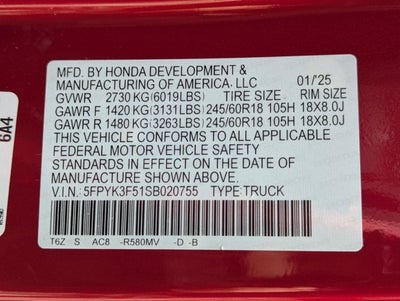 MFD. BY HONDA DEVELOPMENT &
MANUFACTURING OF AMERICA, LLC 01/'25
GVWR 2730 KG(6019LBS) TIRE SIZE RIM SIZE
GAWR F 1420 KG(3131LBS) 245/60R18 105H 18X8.0J
GAWR R 1480 KG(3263LBS) 245/60R18 105H 18X8.0J
THIS VEHICLE CONFORMS TO ALL APPLICABLE
FEDERAL MOTOR VEHICLE SAFETY
STANDARDS IN EFFECT ON THE DATE OF
MANUFACTURE SHOWN ABOVE.
V.I.N: 5FPYK3F51SB020755 TYPE: TRUCK
T6Z S AC8 -R580MV -D -B
6A4